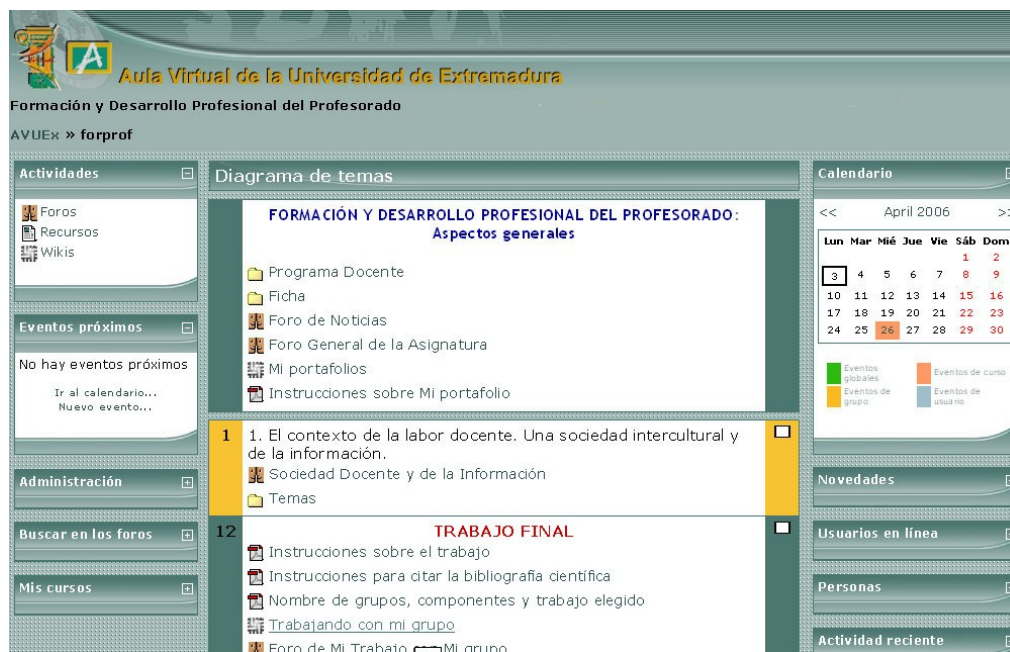 A
Aula Virtual de la Universidad de Extremadura
Formación y Desarrollo Profesional del Profesorado
AVUEx » forprof
Actividades
Foros
Recursos
Wikis
Eventos próximos
No hay eventos próximos
Ir al calendario...
Nuevo evento...
Administración
Buscar en los foros
Mis cursos
Diagrama de temas
FORMACIÓN Y DESARROLLO PROFESIONAL DEL PROFESORADO:
Aspectos generales
Programa Docente
Ficha
Foro de Noticias
Foro General de la Asignatura
Mi portafolios
Instrucciones sobre Mi portafolio
1 1. El contexto de la labor docente. Una sociedad intercultural y
de la información.
Sociedad Docente y de la Información
Temas
12 TRABAJO FINAL
Instrucciones sobre el trabajo
Instrucciones para citar la bibliografía científica
Nombre de grupos, componentes y trabajo elegido
Trabajando con mi grupo
Foro de Mi Trabajo Mi grupo
Calendario
<< April 2006 >>
Lun Mar Mié Jue Vie Sáb Dom
1 2
3 4 5 6 7 8 9
10 11 12 13 14 15 16
17 18 19 20 21 22 23
24 25 26 27 28 29 30
Eventos globales
Eventos de curso
Eventos de grupo
Eventos de usuario
Novedades
Usuarios en línea
Personas
Actividad reciente